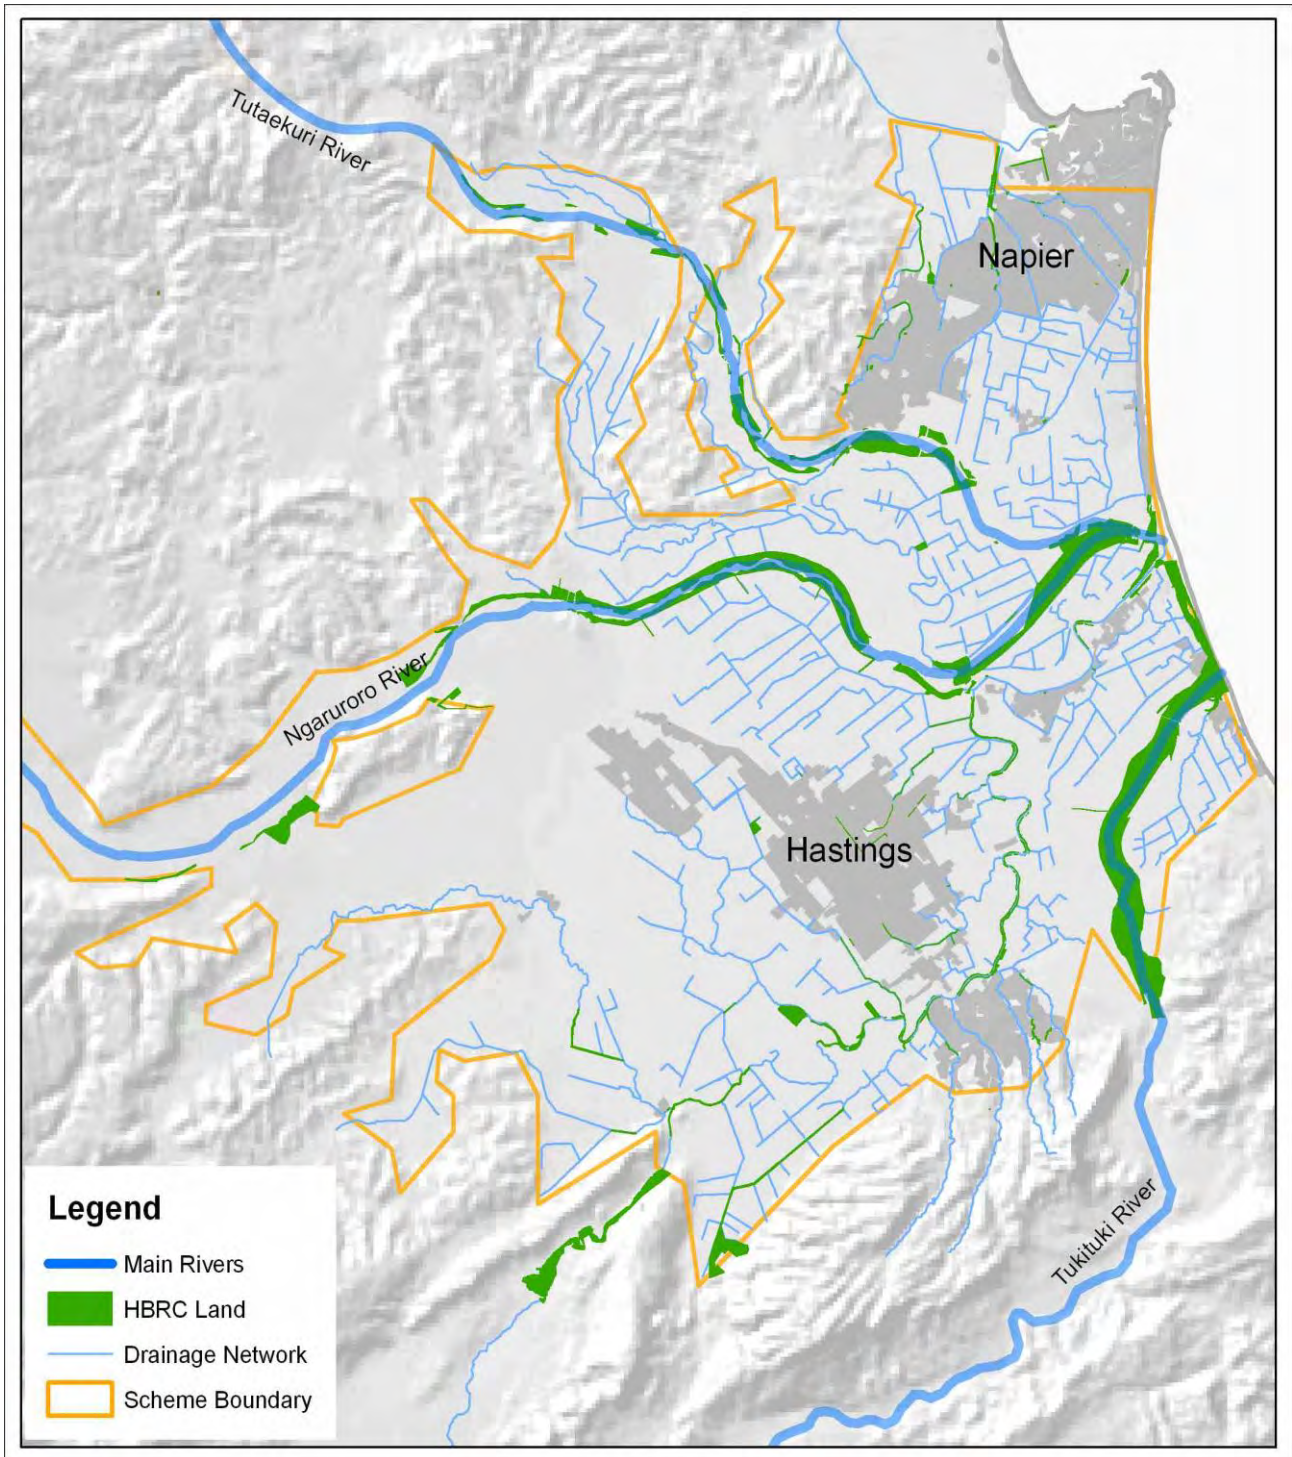 Tutaekuri River
Napier
Ngaruroro River
Hastings
Tukituki River
Legend
Main Rivers
HBRC Land
Drainage Network
Scheme Boundary